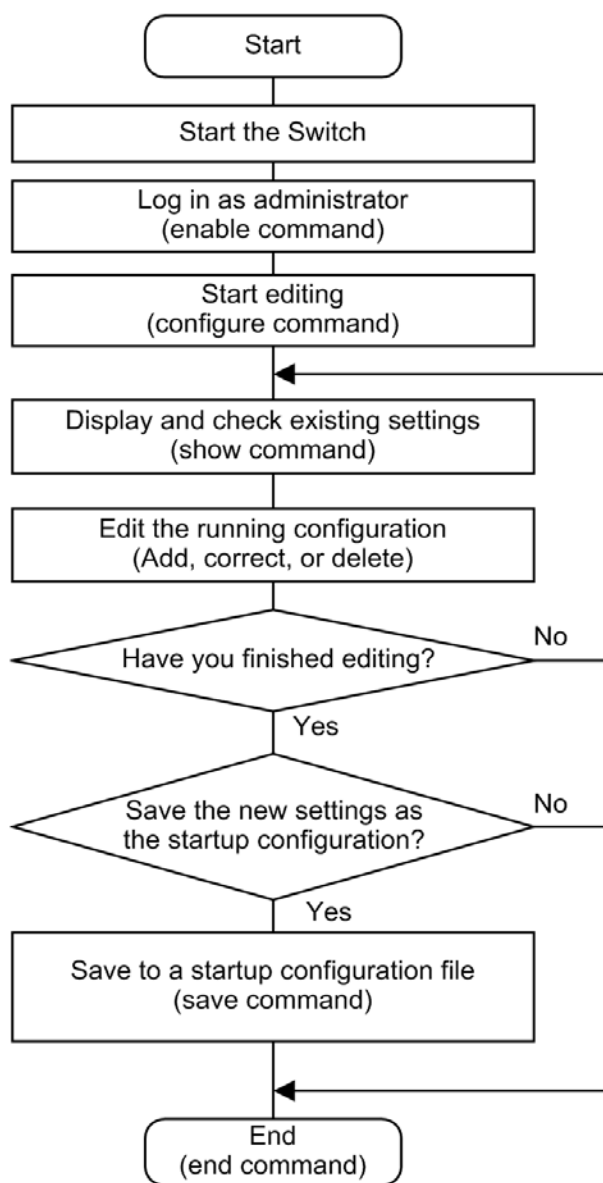 Start
Start the Switch
Log in as administrator
(enable command)
Start editing
(configure command)
Display and check existing settings
(show command)
Edit the running configuration
(Add, correct, or delete)
Have you finished editing?
No
Yes
Save the new settings as
the startup configuration?
No
Yes
Save to a startup configuration file
(save command)
End
(end command)